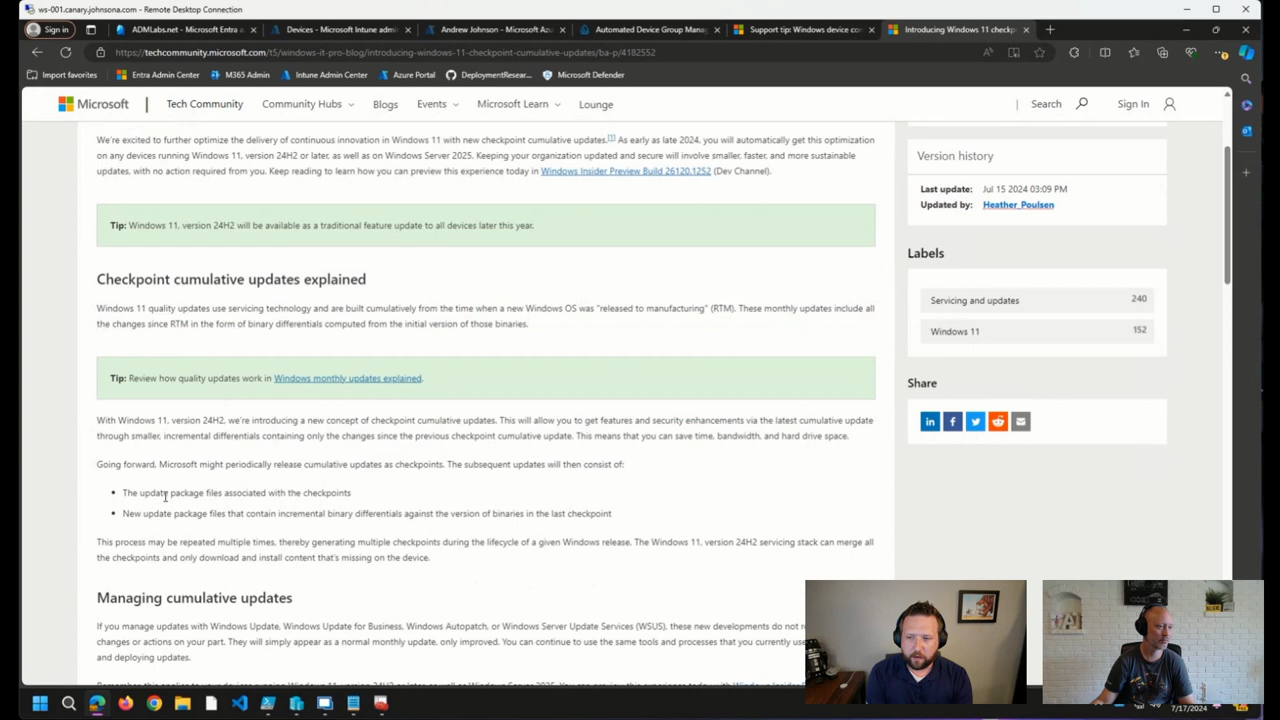 ws-001.canary.johnsona.com - Remote Desktop Connection
Sign in
ADMLabs.net - Microsoft Entra a
Devices - Microsoft Intune admin
Andrew Johnson - Microsoft Azu
Automated Device Group Manag
Support tip: Windows device con
Introducing Windows 11 checkp
https://techcommunity.microsoft.com/t5/windows-it-pro-blog/introducing-windows-11-checkpoint-cumulative-updates/ba-p/4182552
Import favorites
Entra Admin Center
M365 Admin
Intune Admin Center
Azure Portal
DeploymentResear...
Microsoft Defender
Microsoft
Tech Community
Community Hubs
Blogs
Events
Microsoft Learn
Lounge
Search
Sign In
We're excited to further optimize the delivery of continuous innovation in Windows 11 with new checkpoint cumulative updates.[1] As early as late 2024, you will automatically get this optimization
on any devices running Windows 11, version 24H2 or later, as well as on Windows Server 2025. Keeping your organization updated and secure will involve smaller, faster, and more sustainable
updates, with no action required from you. Keep reading to learn how you can preview this experience today in Windows Insider Preview Build 26120.1252 (Dev Channel).
Tip: Windows 11, version 24H2 will be available as a traditional feature update to all devices later this year.
Checkpoint cumulative updates explained
Windows 11 quality updates use servicing technology and are built cumulatively from the time when a new Windows OS was "released to manufacturing" (RTM). These monthly updates include all
the changes since RTM in the form of binary differentials computed from the initial version of those binaries.
Tip: Review how quality updates work in Windows monthly updates explained.
With Windows 11, version 24H2, we're introducing a new concept of checkpoint cumulative updates. This will allow you to get features and security enhancements via the latest cumulative update
through smaller, incremental differentials containing only the changes since the previous checkpoint cumulative update. This means that you can save time, bandwidth, and hard drive space.
Going forward, Microsoft might periodically release cumulative updates as checkpoints. The subsequent updates will then consist of:
• The update package files associated with the checkpoints
• New update package files that contain incremental binary differentials against the version of binaries in the last checkpoint
This process may be repeated multiple times, thereby generating multiple checkpoints during the lifecycle of a given Windows release. The Windows 11, version 24H2 servicing stack can merge all
the checkpoints and only download and install content that's missing on the device.
Managing cumulative updates
If you manage updates with Windows Update, Windows Update for Business, Windows Autopatch, or Windows Server Update Services (WSUS), these new developments do not re
changes or actions on your part. They will simply appear as a normal monthly update, only improved. You can continue to use the same tools and processes that you currently use
and deploying updates.
Version history
Last update: Jul 15 2024 03:09 PM
Updated by: Heather_Poulsen
Labels
Servicing and updates 240
Windows 11 152
Share
7/17/2024